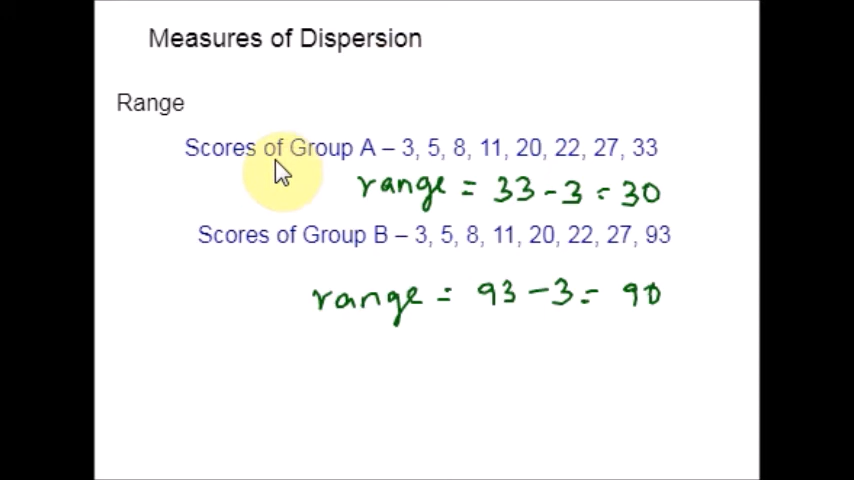 Measures of Dispersion
Range
Scores of Group A – 3, 5, 8, 11, 20, 22, 27, 33
range = 33 - 3 = 30
Scores of Group B – 3, 5, 8, 11, 20, 22, 27, 93
range = 93 - 3 = 90